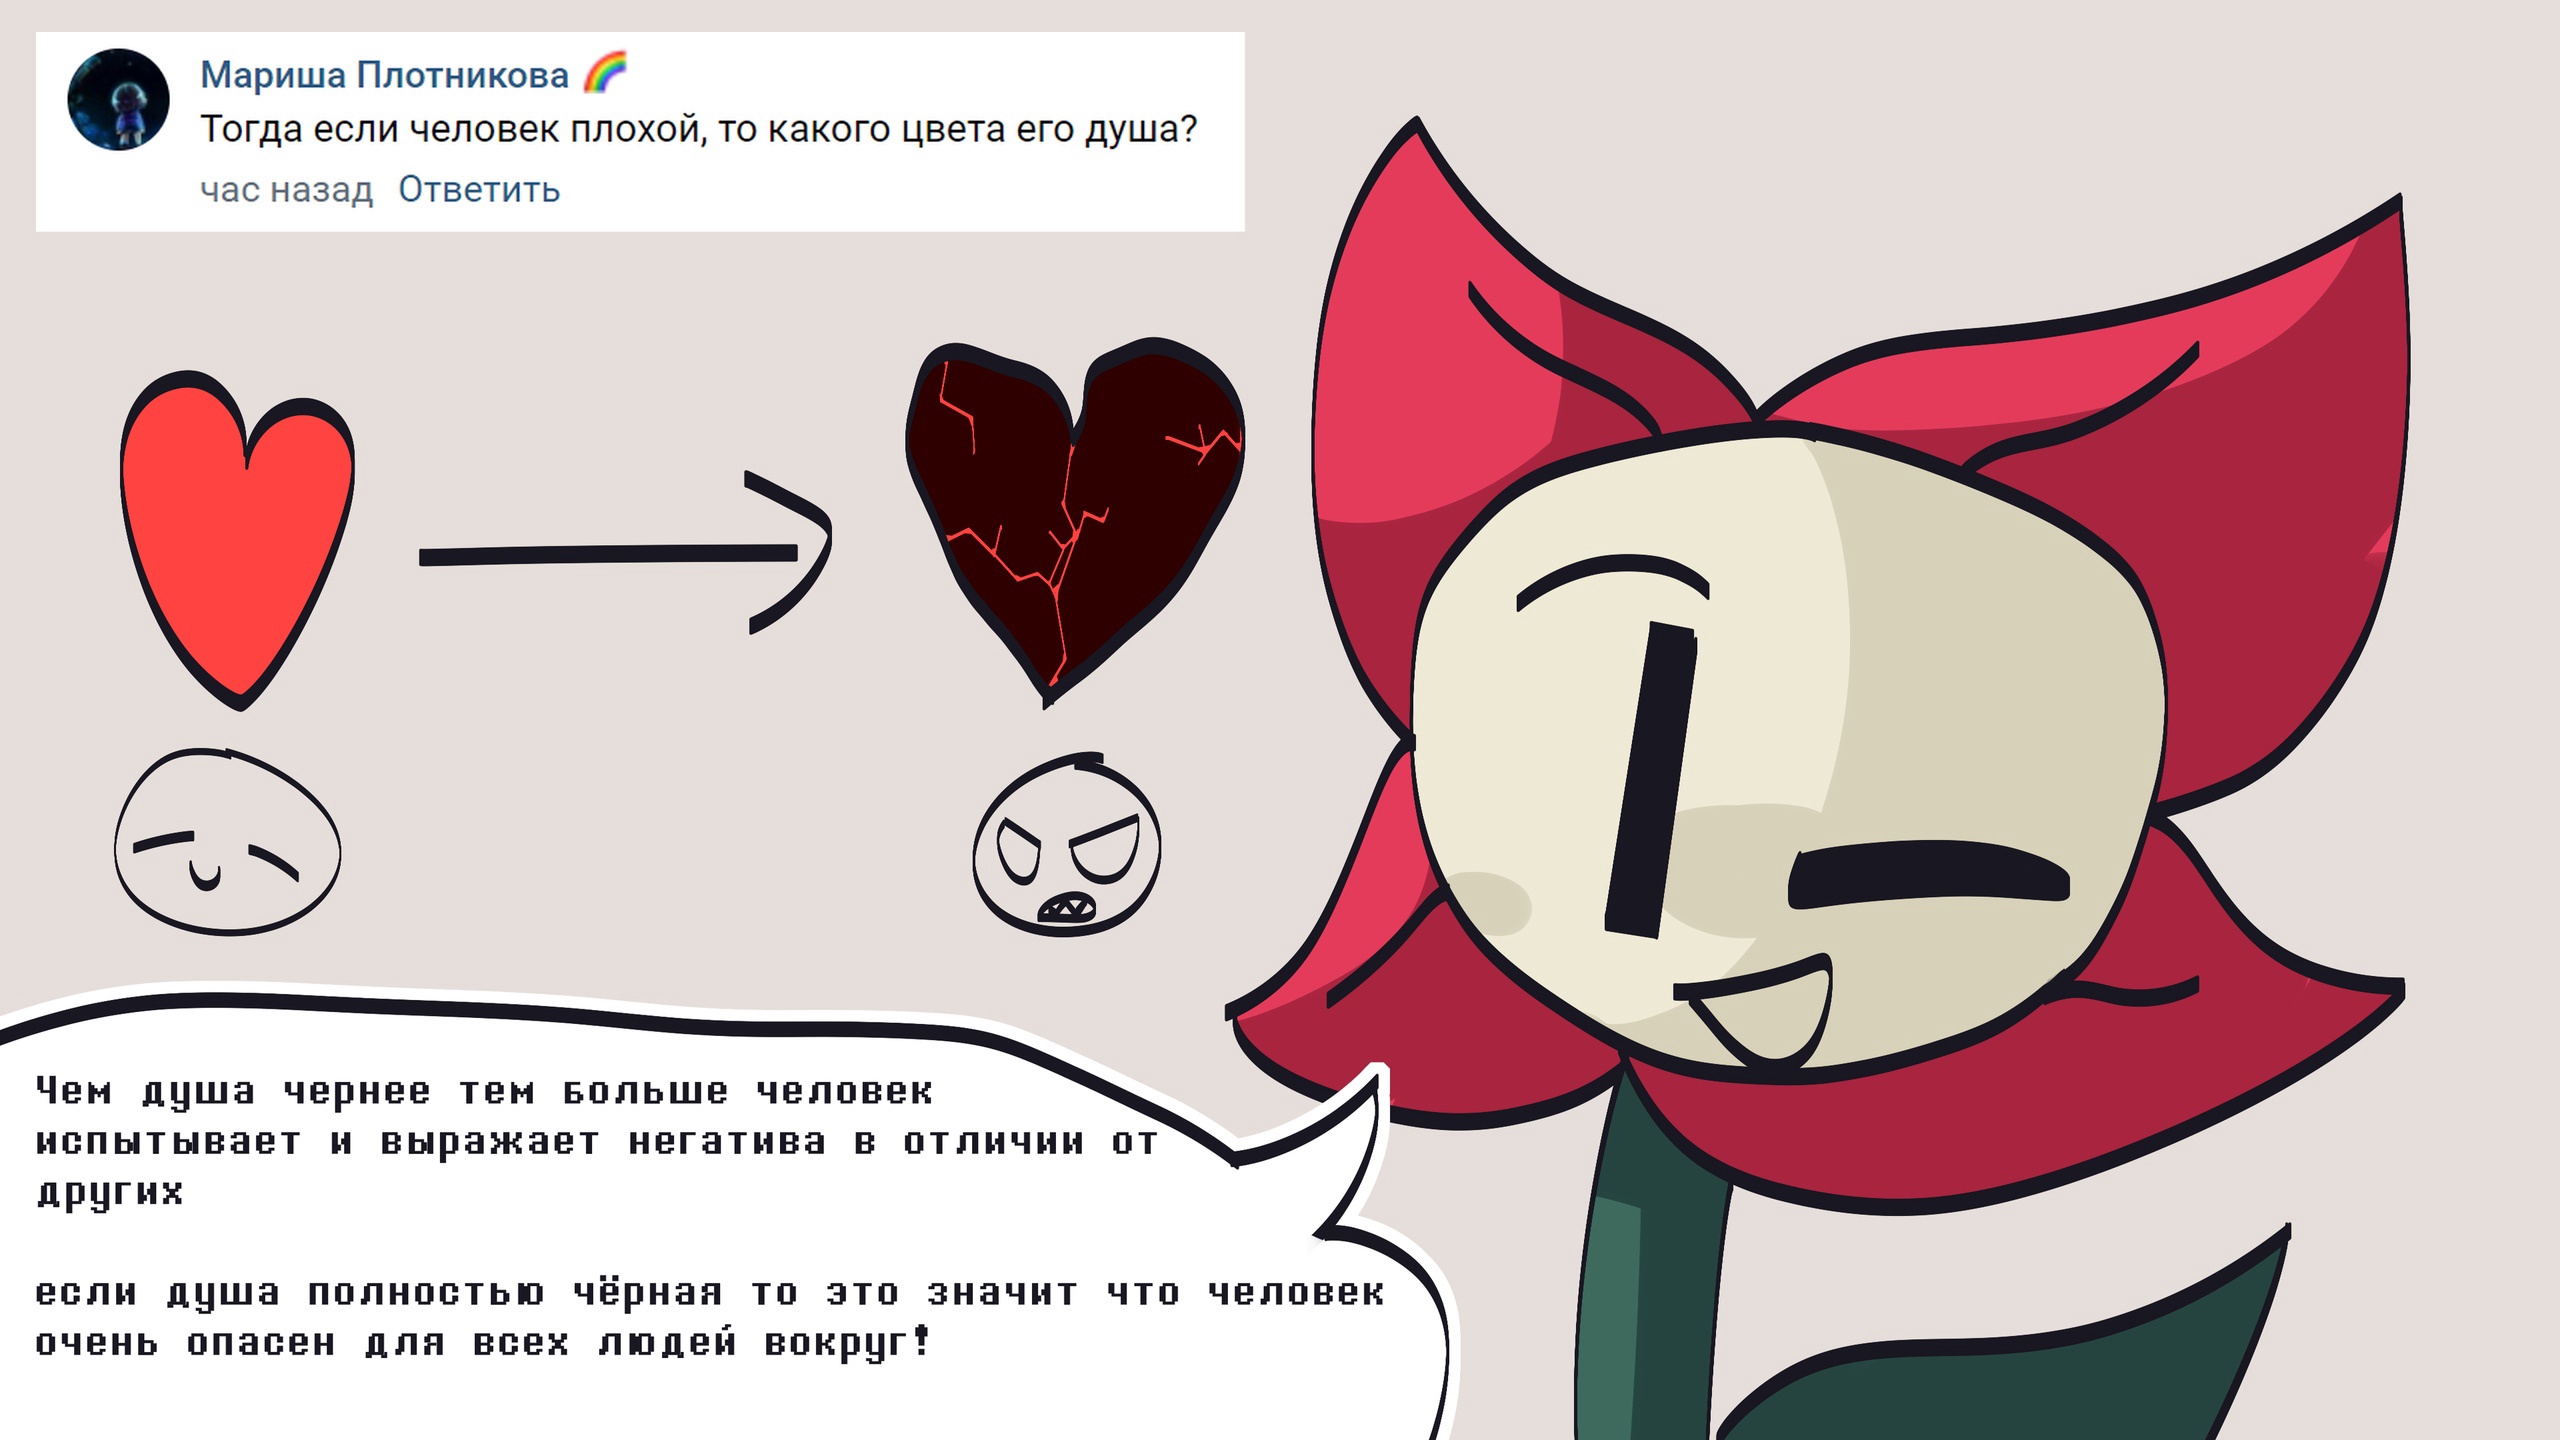 Мариша Плотникова 🌈
Тогда если человек плохой, то какого цвета его душа?
час назад Ответить
Чем душа чернее тем больше человек
испытывает и выражает негатива в отличии от
других
если душа полностью чёрная то это значит что человек
очень опасен для всех людей вокруг!